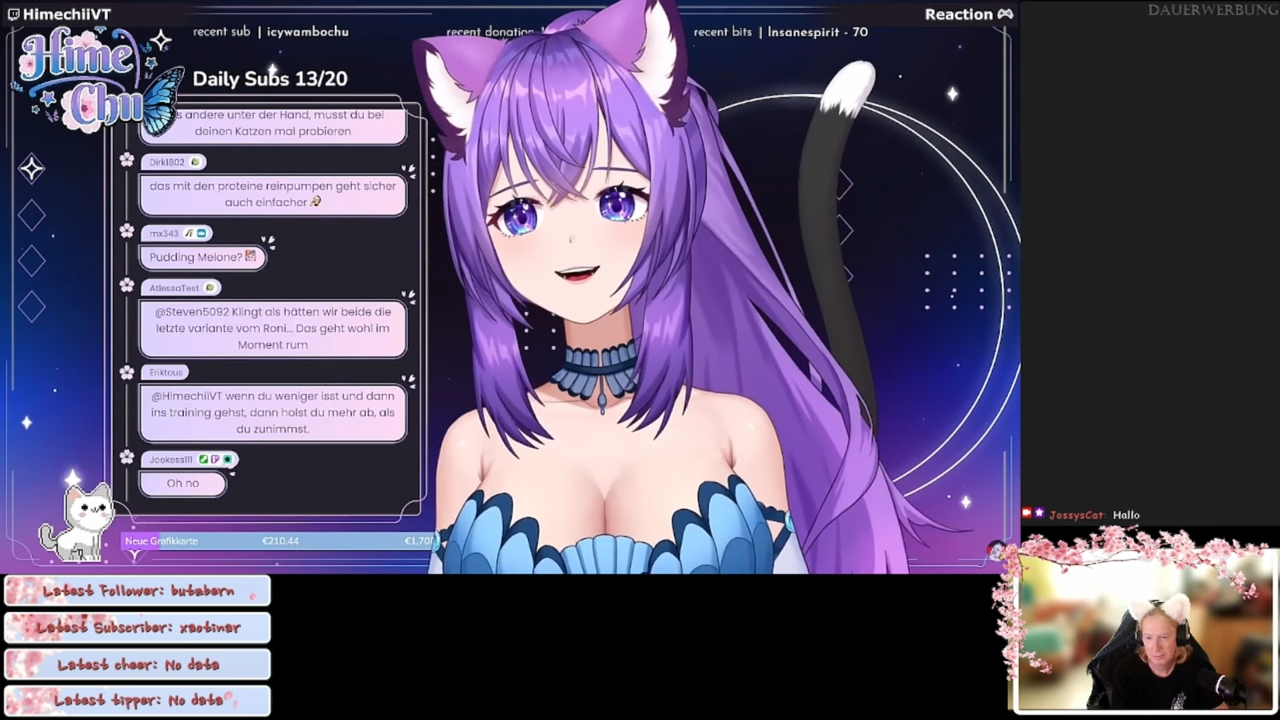 HimechiiVT
Reaction
DAUERWERBUNG
recent sub | icywambochu
recent donation
recent bits | Insanespirit - 70
Hime
Chu
Daily Subs 13/20
s andere unter der Hand, musst du bei
deinen Katzen mal probieren
Dirk1802
das mit den proteine reinpumpen geht sicher
auch einfacher
mx343
Pudding Melone?
AtlessaTest
@Steven5092 Klingt als hätten wir beide die
letzte variante vom Roni... Das geht wohl im
Moment rum
Eriktous
@HimechiiVT wenn du weniger isst und dann
ins training gehst, dann holst du mehr ab, als
du zunimmst.
Jookoss111
Oh no
Neue Grafikkarte €210.44 €1.700
JossysCat: Hallo
Latest Follower: butzbern
Latest Subscriber: xaotinar
Latest cheer: No data
Latest tipper: No data